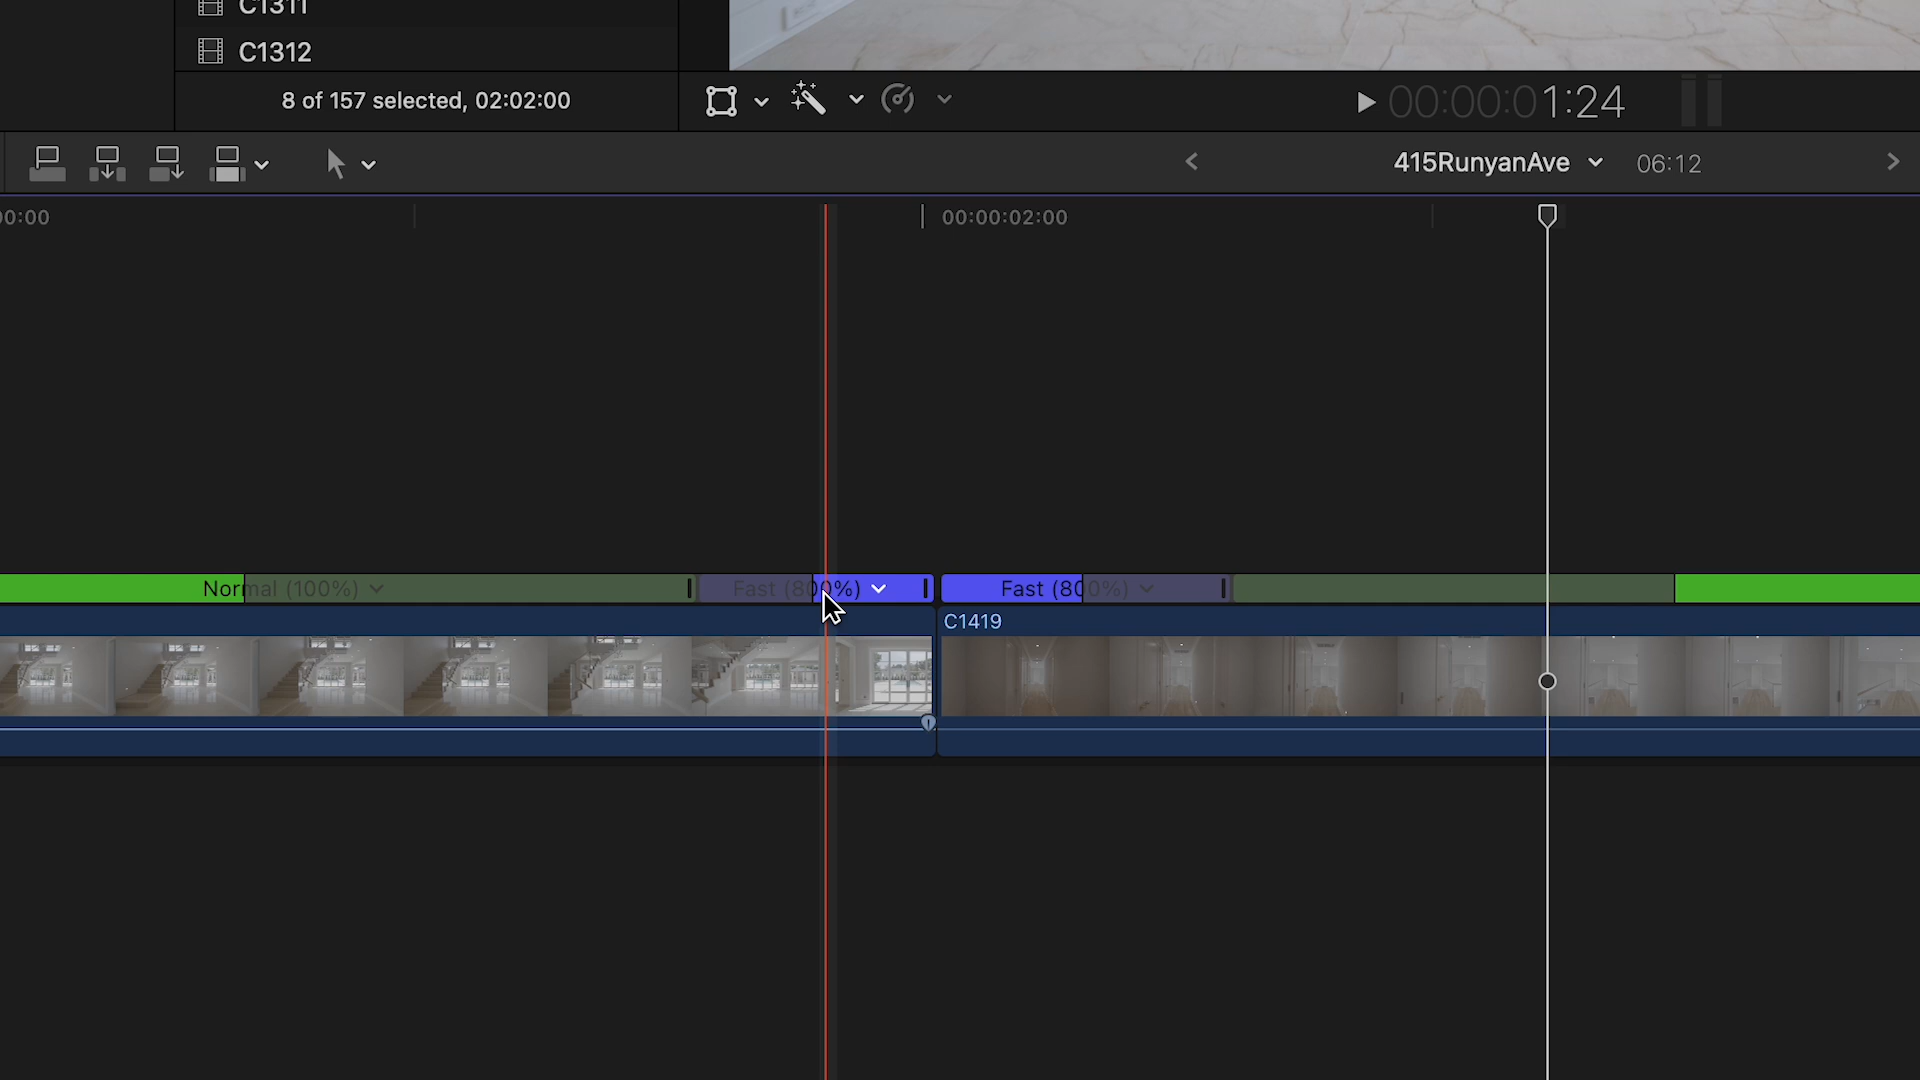 C1311
C1312
8 of 157 selected, 02:02:00
00:00:01:24
415RunyanAve 06:12
00:00
00:00:02:00
Normal (100%)
Fast (800%)
Fast (800%)
C1419